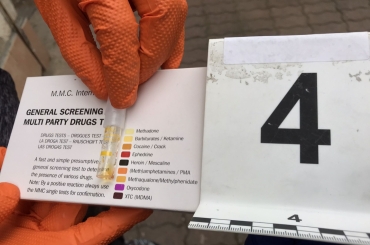 M.M.C. Intern
GENERAL SCREENING
MULTI PARTY DRUGS T
DRUGS TESTS - DROGUES TEST
LA DROGA TEST - RAUSCHGIFT TEST
LAS DROGAS TEST
A fast and simple presumptive
general screening test to determine
the presence of various drugs.
Note: By a positive reaction always use
the MMC single tests for confirmation.
Methadone
Barbiturates / Ketamine
Cocaine / Crack
Ephedrine
Heroin / Mescaline
Methamphetamines / PMA
Methaqualone/Methylphenidate
Oxycodone
XTC (MDMA)
4
4